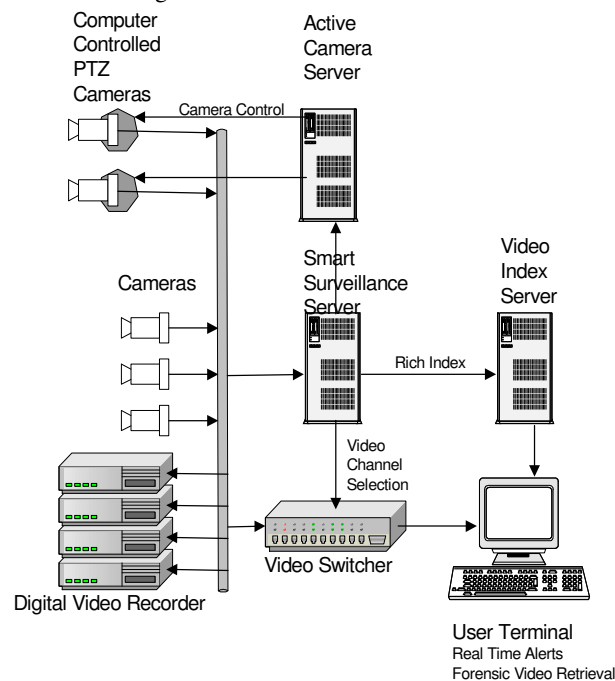 Computer
Controlled
PTZ
Cameras
Active
Camera
Server
Camera Control
Cameras
Smart
Surveillance
Server
Video
Index
Server
Rich Index
Video
Channel
Selection
Video Switcher
Digital Video Recorder
User Terminal
Real Time Alerts
Forensic Video Retrieval